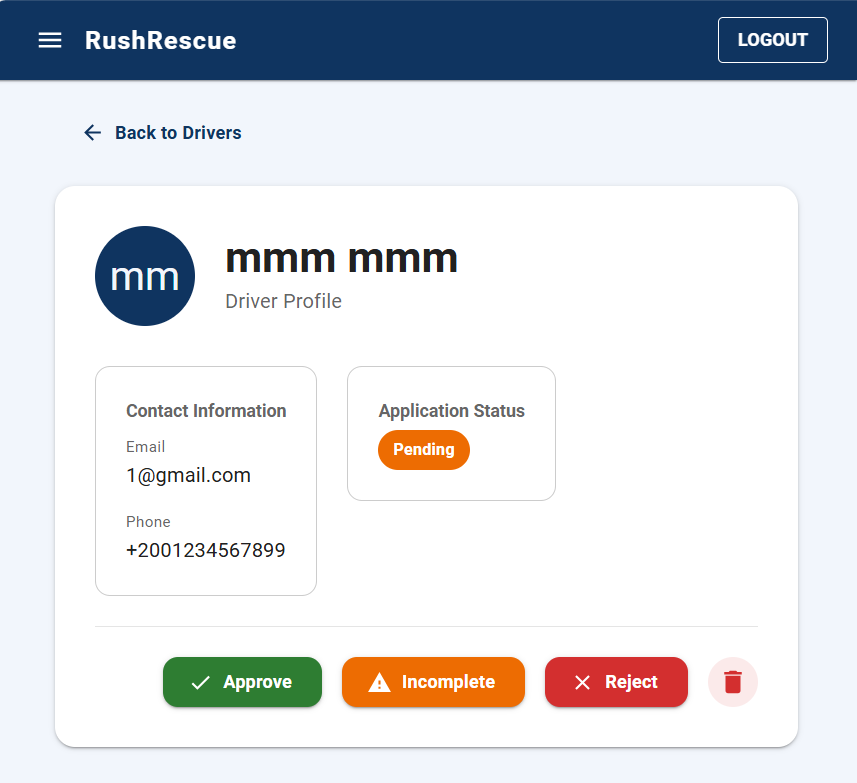 RushRescue
LOGOUT
Back to Drivers
mm
mmm mmm
Driver Profile
Contact Information
Email
1@gmail.com
Phone
+2001234567899
Application Status
Pending
Approve
Incomplete
Reject